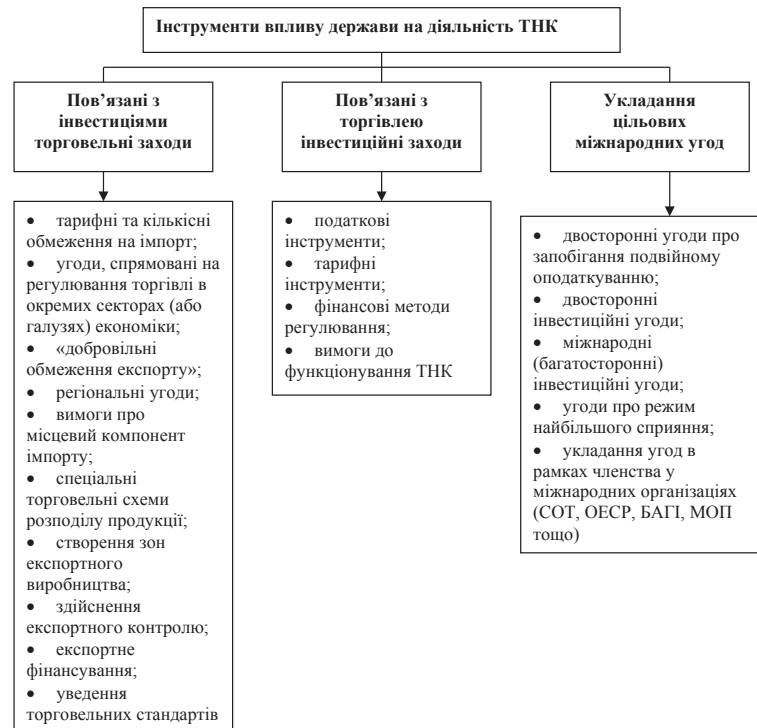 Інструменти впливу держави на діяльність ТНК
Пов’язані з
інвестиціями
торговельні заходи
Пов’язані з
торгівлею
інвестиційні заходи
Укладання
цільових
міжнародних угод
• тарифні та кількісні
обмеження на імпорт;
• угоди, спрямовані на
регулювання торгівлі в
окремих секторах (або
галузях) економіки;
• «добровільні
обмеження експорту»;
• регіональні угоди;
• вимоги про
місцевий компонент
імпорту;
• спеціальні
торговельні схеми
розподілу продукції;
• створення зон
експортного
виробництва;
• здійснення
експортного контролю;
• експортне
фінансування;
• уведення
торговельних стандартів
• податкові
інструменти;
• тарифні
інструменти;
• фінансові методи
регулювання;
• вимоги до
функціонування ТНК
• двосторонні угоди про
запобігання подвійному
оподаткуванню;
• двосторонні
інвестиційні угоди;
• міжнародні
(багатосторонні)
інвестиційні угоди;
• угоди про режим
найбільшого сприяння;
• укладання угод в
рамках членства у
міжнародних організаціях
(СОТ, ОЕСР, БАГІ, МОП
тощо)